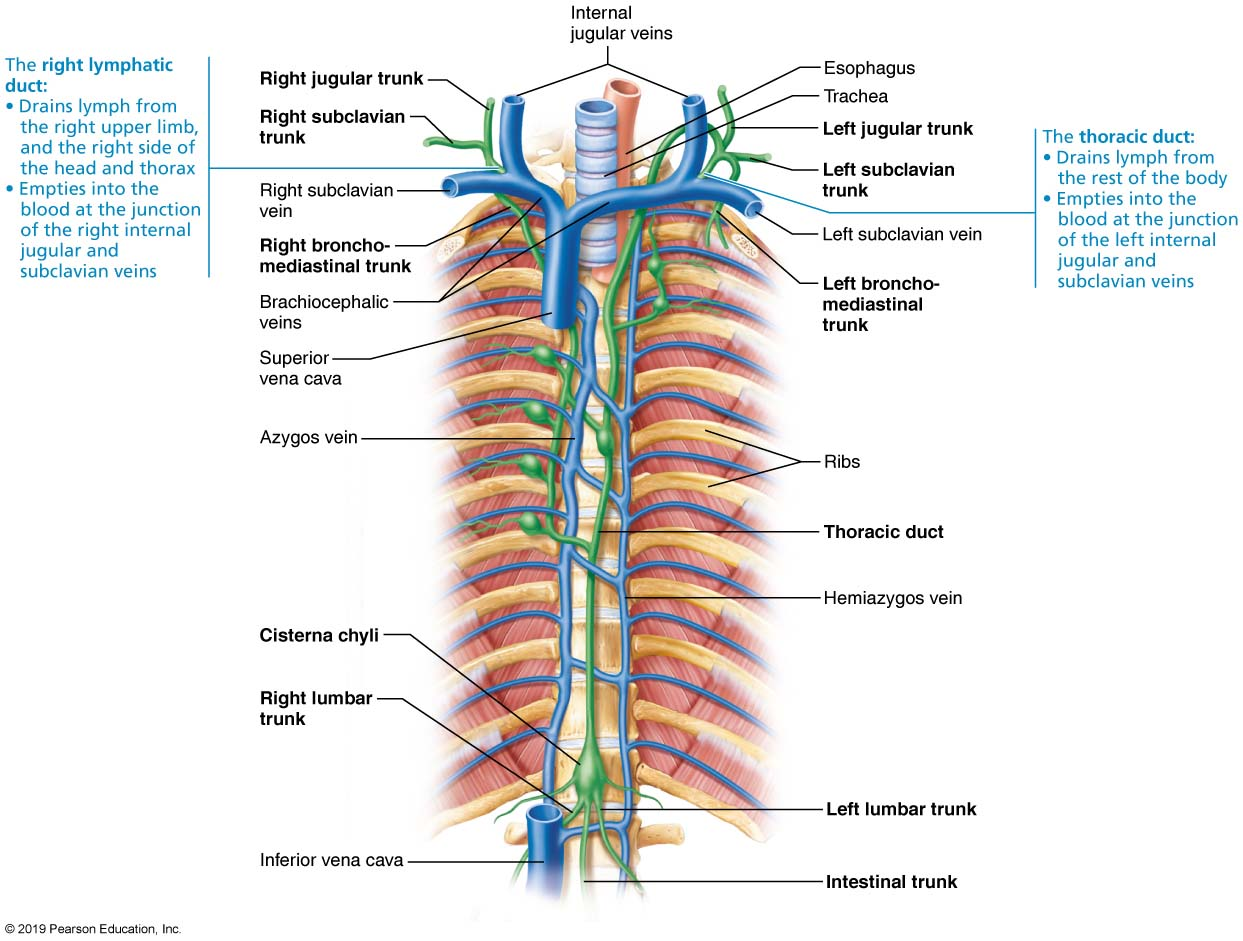 Internal
jugular veins
The right lymphatic
duct:
• Drains lymph from
the right upper limb,
and the right side of
the head and thorax
• Empties into the
blood at the junction
of the right internal
jugular and
subclavian veins
Right jugular trunk
Right subclavian
trunk
Right subclavian
vein
Right broncho-
mediastinal trunk
Brachiocephalic
veins
Superior
vena cava
Azygos vein
Cisterna chyli
Right lumbar
trunk
Inferior vena cava
Esophagus
Trachea
Left jugular trunk
Left subclavian
trunk
Left subclavian vein
Left broncho-
mediastinal
trunk
Ribs
Thoracic duct
Hemiazygos vein
Left lumbar trunk
Intestinal trunk
The thoracic duct:
• Drains lymph from
the rest of the body
• Empties into the
blood at the junction
of the left internal
jugular and
subclavian veins
© 2019 Pearson Education, Inc.